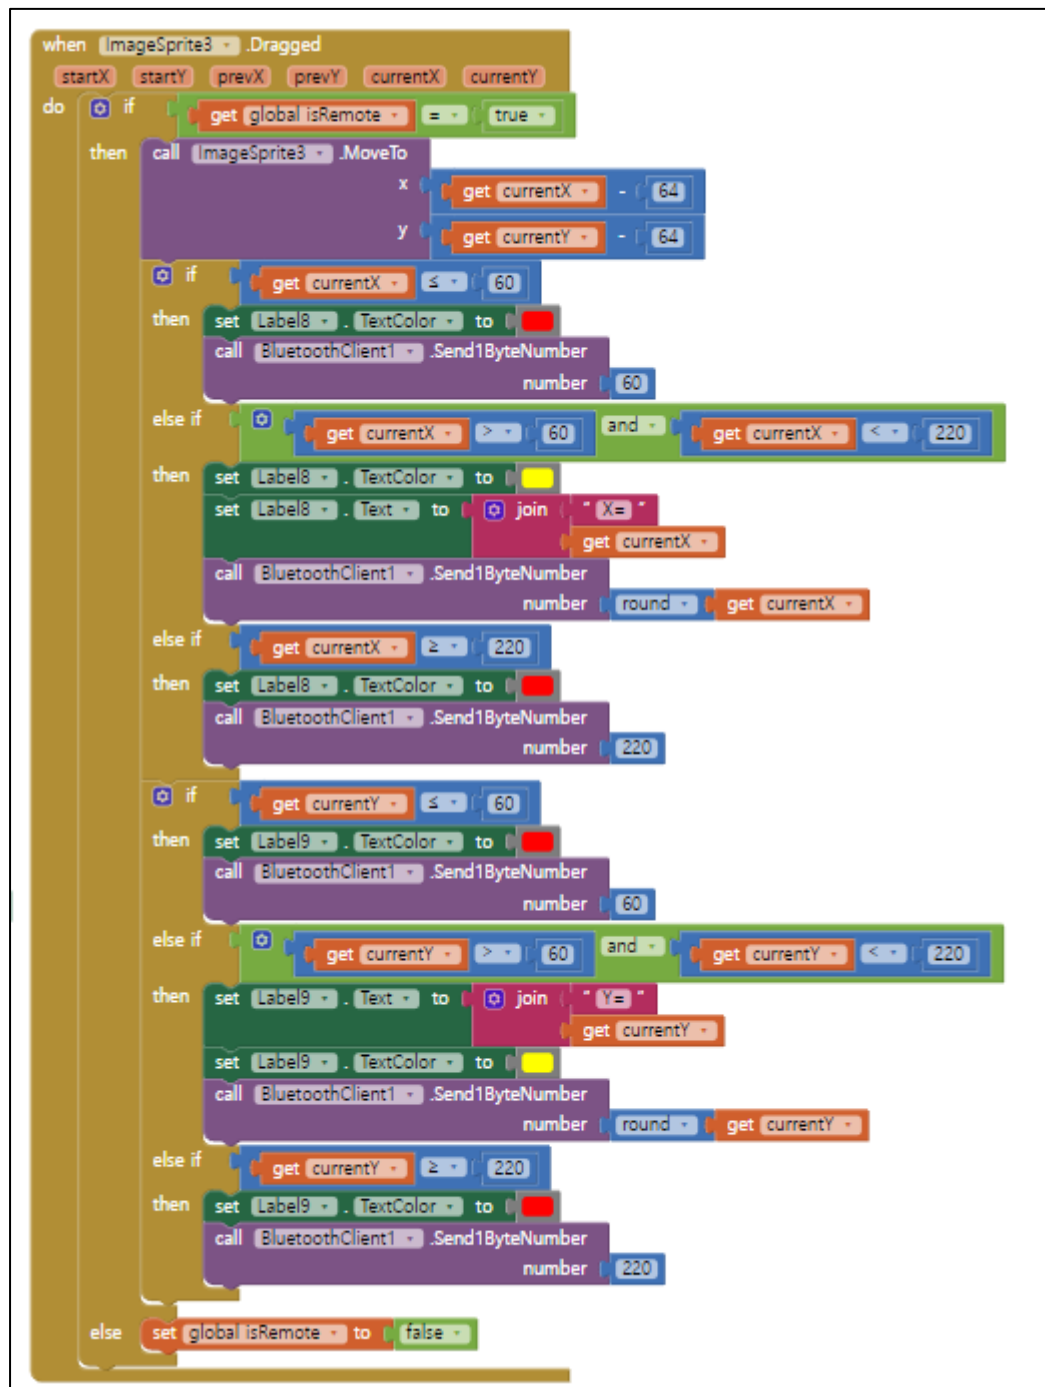 when ImageSprite3 .Dragged
startX startY prevX prevY currentX currentY
do if get global isRemote = true
then call ImageSprite3 .MoveTo
x get currentX - 64
y get currentY - 64
if get currentX ≤ 60
then set Label8 . TextColor to
call BluetoothClient1 .Send1ByteNumber
number 60
else if get currentX > 60 and get currentX < 220
then set Label8 . TextColor to
set Label8 . Text to join " X= "
get currentX
call BluetoothClient1 .Send1ByteNumber
number round get currentX
else if get currentX ≥ 220
then set Label8 . TextColor to
call BluetoothClient1 .Send1ByteNumber
number 220
if get currentY ≤ 60
then set Label9 . TextColor to
call BluetoothClient1 .Send1ByteNumber
number 60
else if get currentY > 60 and get currentY < 220
then set Label9 . Text to join " Y= "
get currentY
set Label9 . TextColor to
call BluetoothClient1 .Send1ByteNumber
number round get currentY
else if get currentY ≥ 220
then set Label9 . TextColor to
call BluetoothClient1 .Send1ByteNumber
number 220
else set global isRemote to false